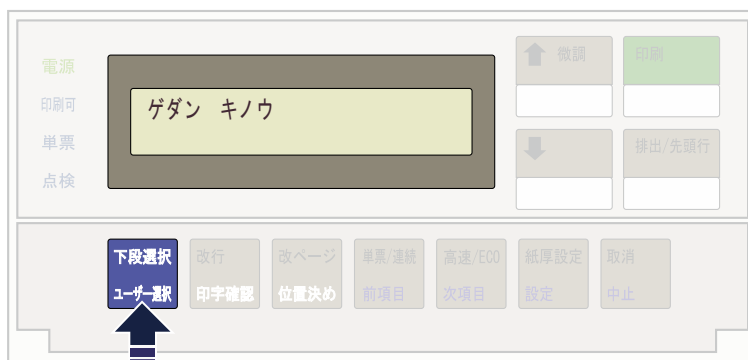 電源
印刷可
単票
点検
ゲダン キノウ
微調
印刷
排出/先頭行
下段選択
ユーザー選択
改行
印字確認
改ページ
位置決め
単票/連続
前項目
高速/ECO
次項目
紙厚設定
設定
取消
中止